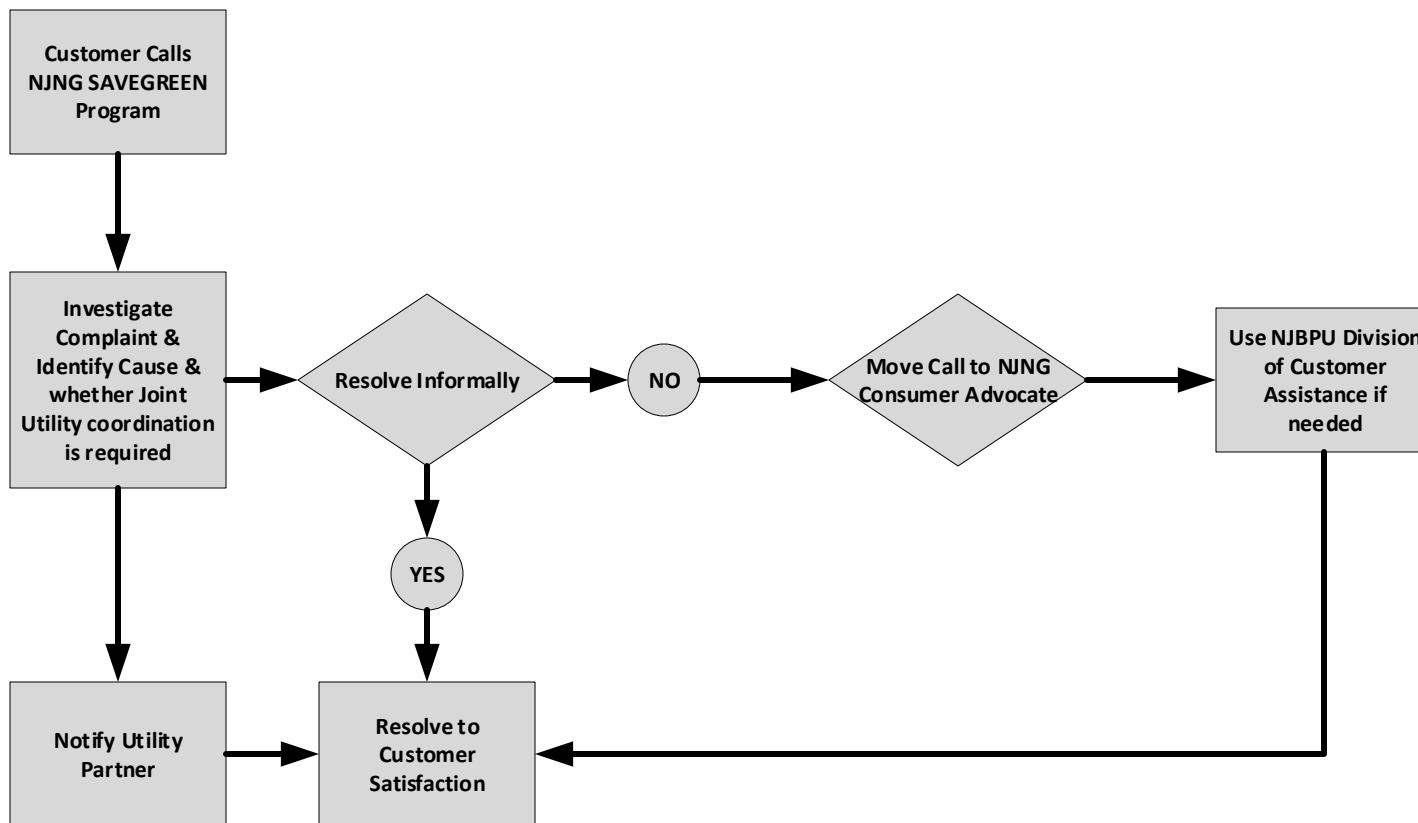 Customer Calls
NJNG SAVEGREEN
Program
Investigate
Complaint &
Identify Cause &
whether Joint
Utility coordination
is required
Resolve Informally
NO
Move Call to NJNG
Consumer Advocate
Use NJBPU Division
of Customer
Assistance if
needed
YES
Notify Utility
Partner
Resolve to
Customer
Satisfaction